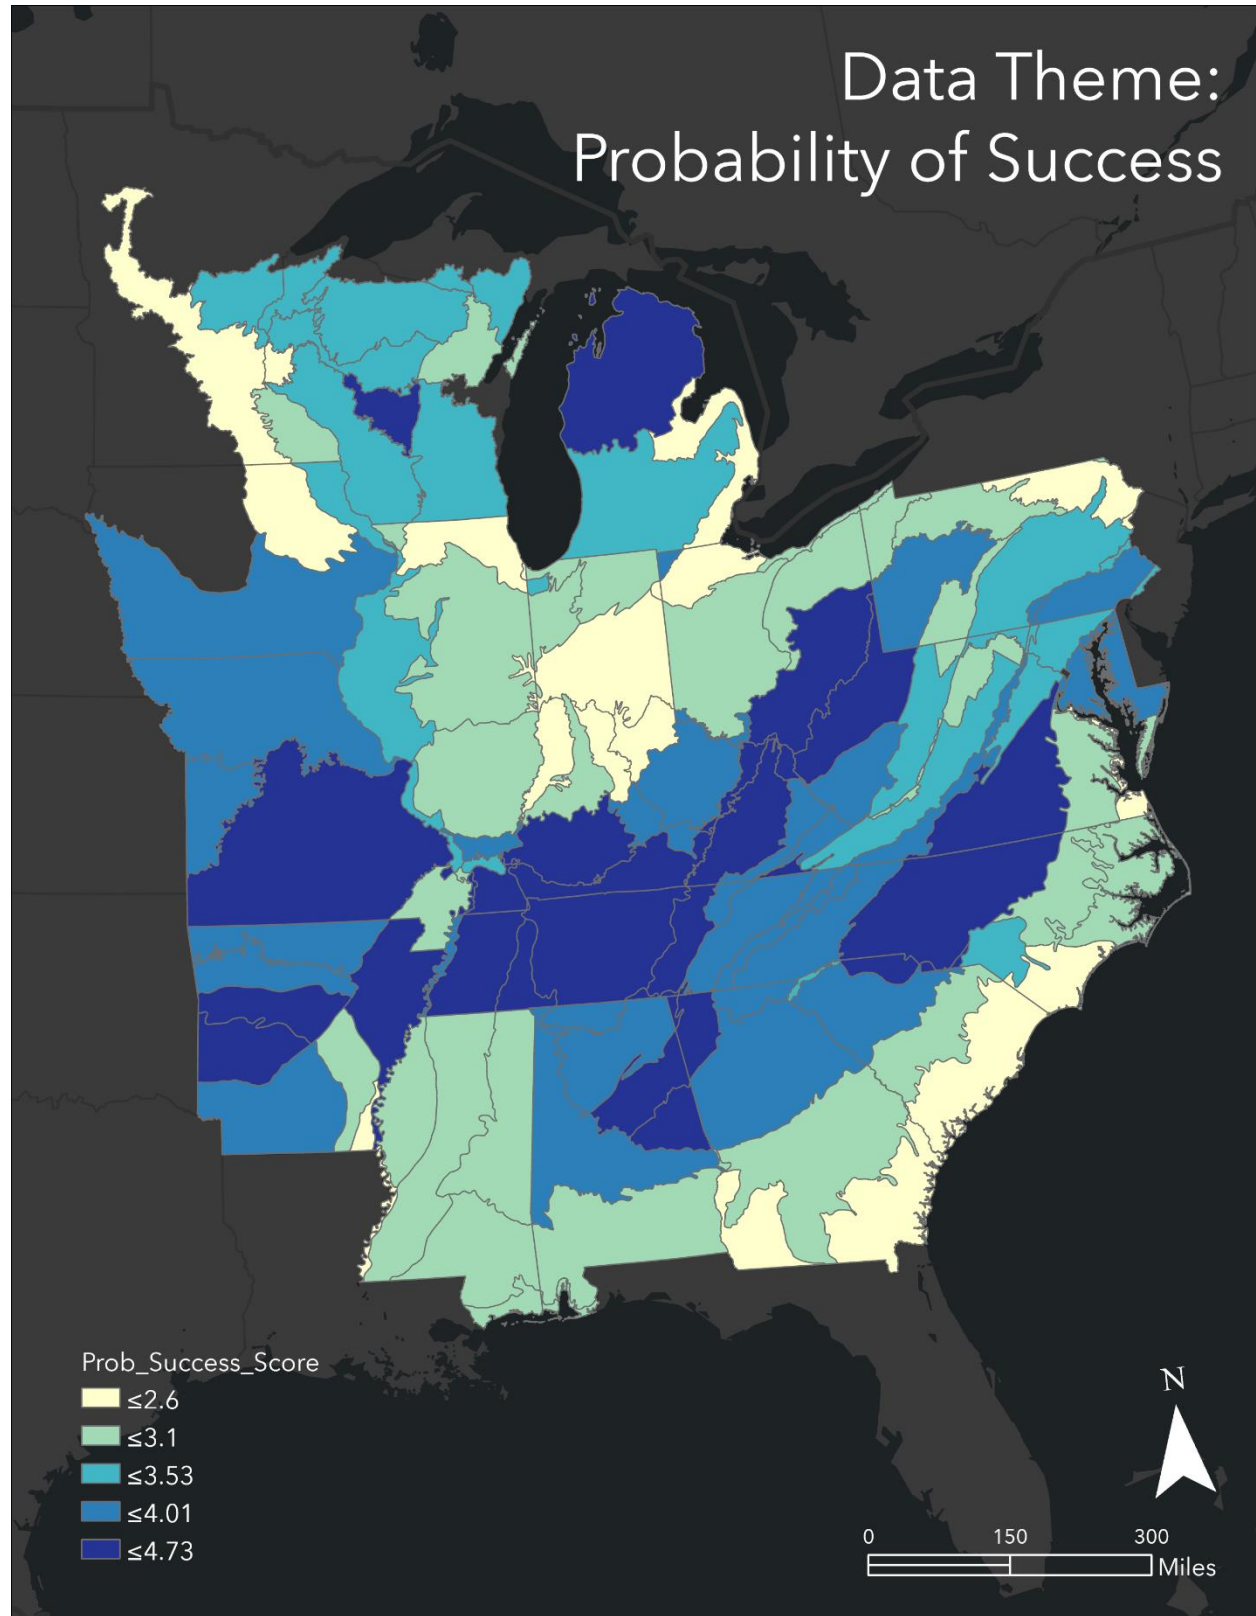 Data Theme:
Probability of Success
Prob_Success_Score
≤2.6
≤3.1
≤3.53
≤4.01
≤4.73
N
0 150 300
Miles